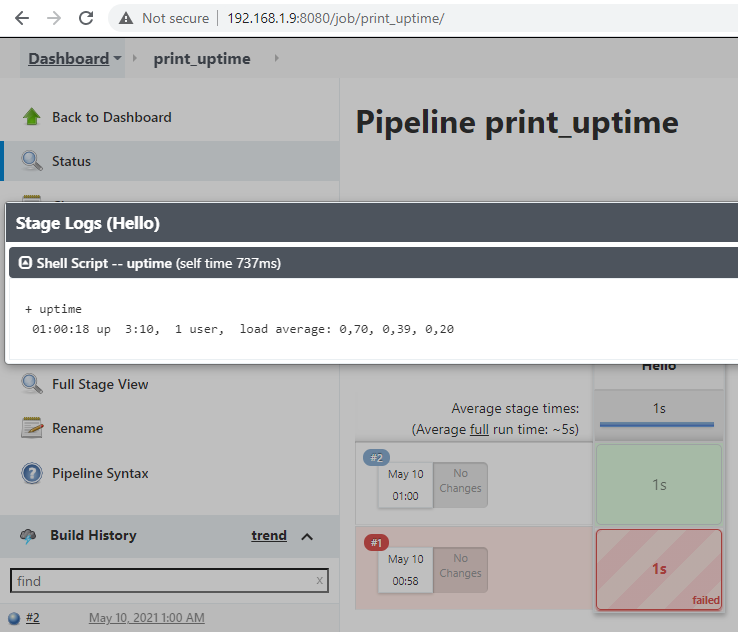 Not secure 192.168.1.9:8080/job/print_uptime/
Dashboard print_uptime
Back to Dashboard
Pipeline print_uptime
Status
Stage Logs (Hello)
Shell Script -- uptime (self time 737ms)
+ uptime
01:00:18 up  3:10,  1 user,  load average: 0,70, 0,39, 0,20
Full Stage View
Rename
Pipeline Syntax
Build History trend
find x
#2 May 10, 2021 1:00 AM
Hello
Average stage times: 1s
(Average full run time: ~5s)
#2
May 10
01:00
No
Changes
1s
#1
May 10
00:58
No
Changes
1s
failed